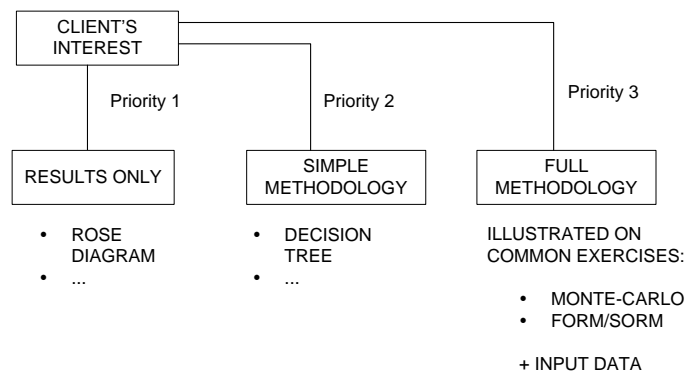 CLIENT'S
INTEREST
Priority 1
Priority 2
Priority 3
RESULTS ONLY
SIMPLE
METHODOLOGY
FULL
METHODOLOGY
• ROSE
DIAGRAM
• ...
• DECISION
TREE
• ...
ILLUSTRATED ON
COMMON EXERCISES:
• MONTE-CARLO
• FORM/SORM
+ INPUT DATA